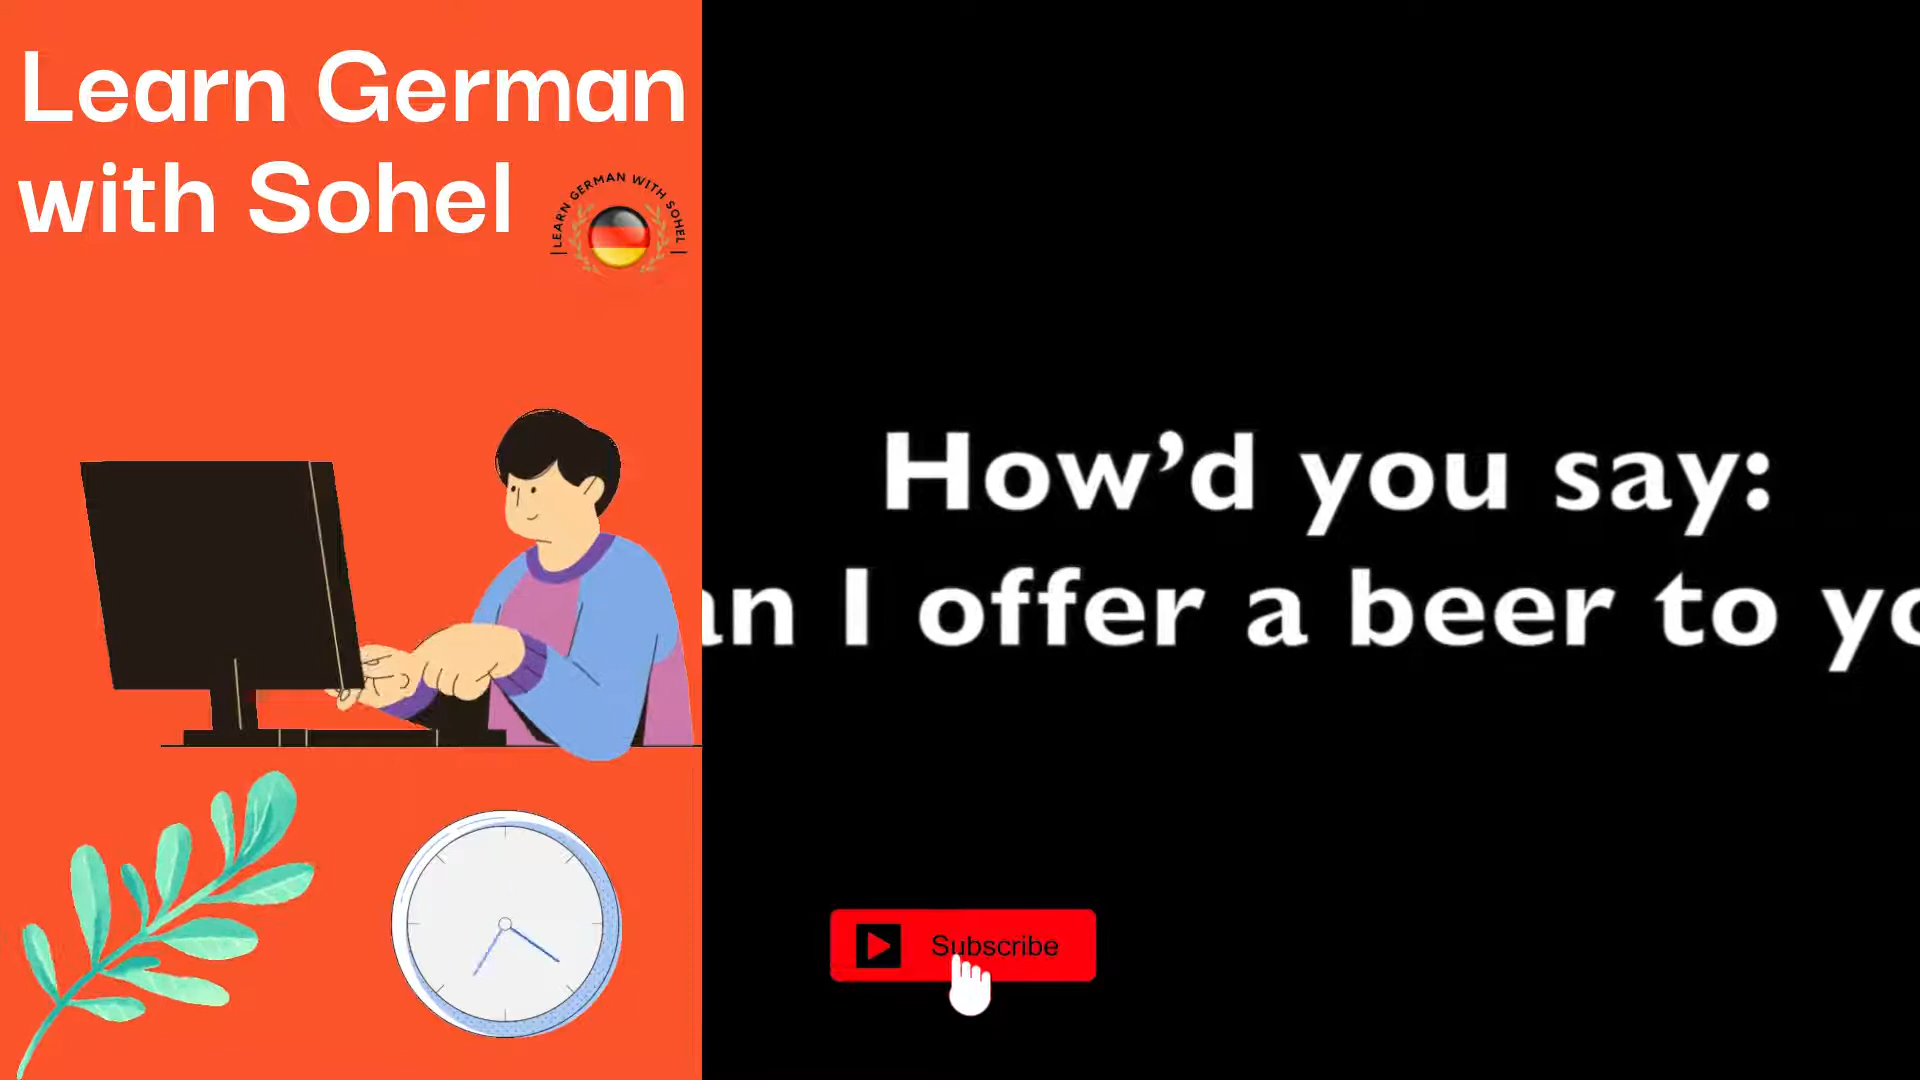 Learn German
with Sohel
LEARN GERMAN WITH SOHEL
How’d you say:
I offer a beer to
Subscribe